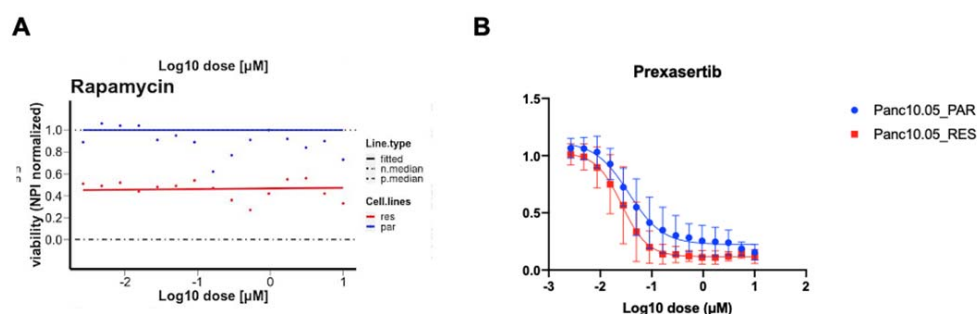 A
B
Log10 dose [µM]
Rapamycin
viability (NPI normalized)
1.0
0.8
0.6
0.4
0.2
0.0
-2
-1
0
1
Log10 dose [µM]
Line.type
fitted
n.median
p.median
Cell.lines
res
par
Prexasertib
1.5
1.0
0.5
0.0
-3
-2
-1
0
1
2
Log10 dose (µM)
Panc10.05_PAR
Panc10.05_RES